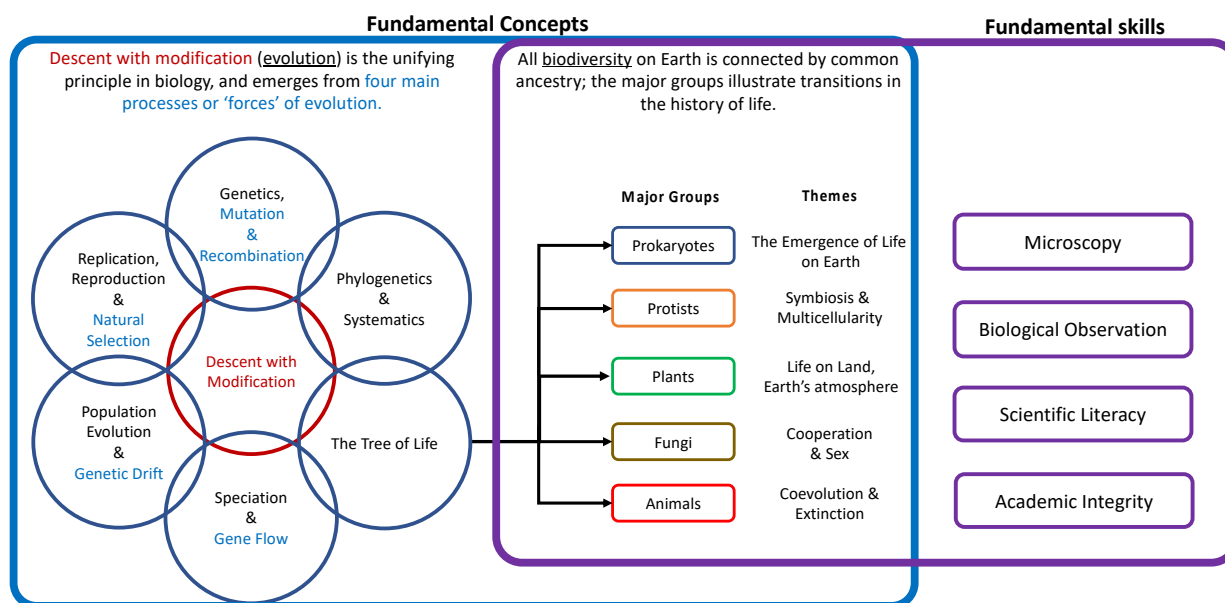 Fundamental Concepts
Fundamental skills
Descent with modification (evolution) is the unifying
principle in biology, and emerges from four main
processes or ‘forces’ of evolution.
All biodiversity on Earth is connected by common
ancestry; the major groups illustrate transitions in
the history of life.
Genetics,
Mutation
&
Recombination
Replication,
Reproduction
&
Natural
Selection
Phylogenetics
&
Systematics
Descent with
Modification
Population
Evolution
&
Genetic Drift
The Tree of Life
Speciation
&
Gene Flow
Major Groups
Themes
Prokaryotes
The Emergence of Life
on Earth
Protists
Symbiosis &
Multicellularity
Plants
Life on Land,
Earth’s atmosphere
Fungi
Cooperation
& Sex
Animals
Coevolution &
Extinction
Microscopy
Biological Observation
Scientific Literacy
Academic Integrity